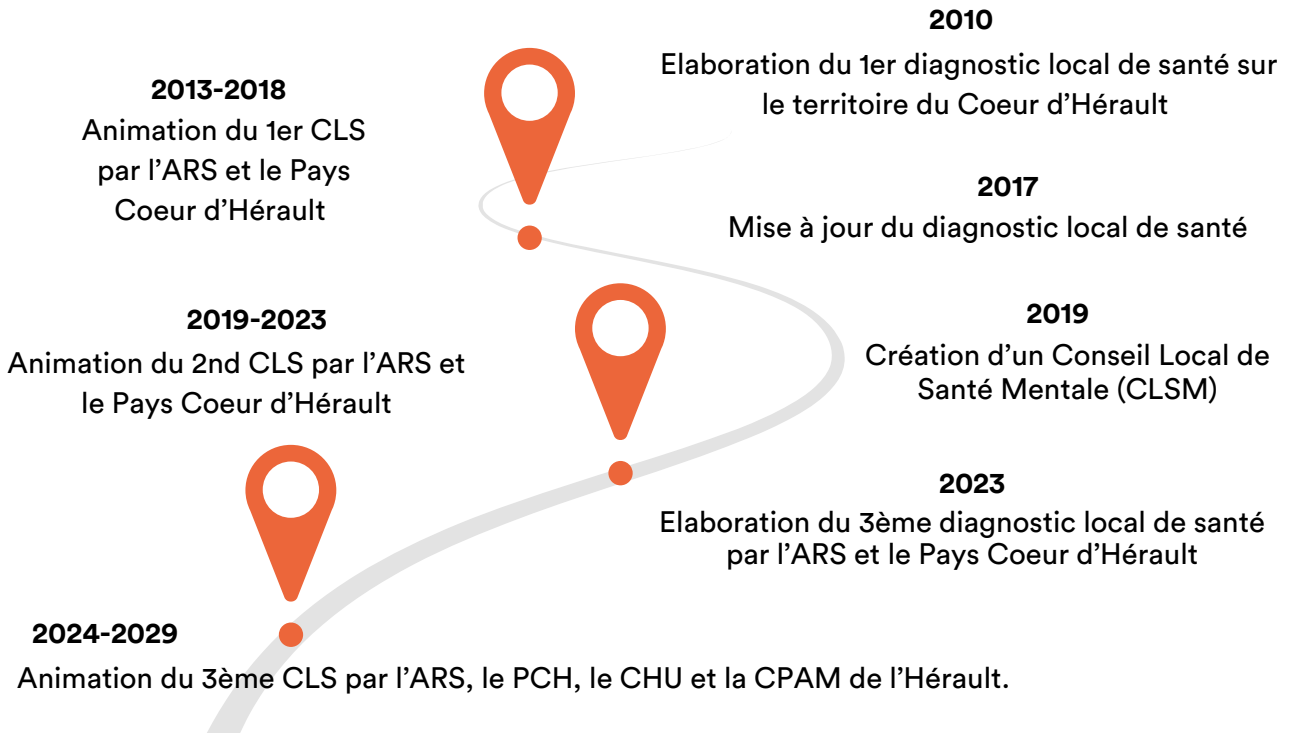 2010
Elaboration du 1er diagnostic local de santé sur
le territoire du Coeur d'Hérault
2013-2018
Animation du 1er CLS
par l'ARS et le Pays
Coeur d'Hérault
2017
Mise à jour du diagnostic local de santé
2019-2023
Animation du 2nd CLS par l'ARS et
le Pays Coeur d'Hérault
2019
Création d'un Conseil Local de
Santé Mentale (CLSM)
2023
Elaboration du 3ème diagnostic local de santé
par l'ARS et le Pays Coeur d'Hérault
2024-2029
Animation du 3ème CLS par l'ARS, le PCH, le CHU et la CPAM de l'Hérault.